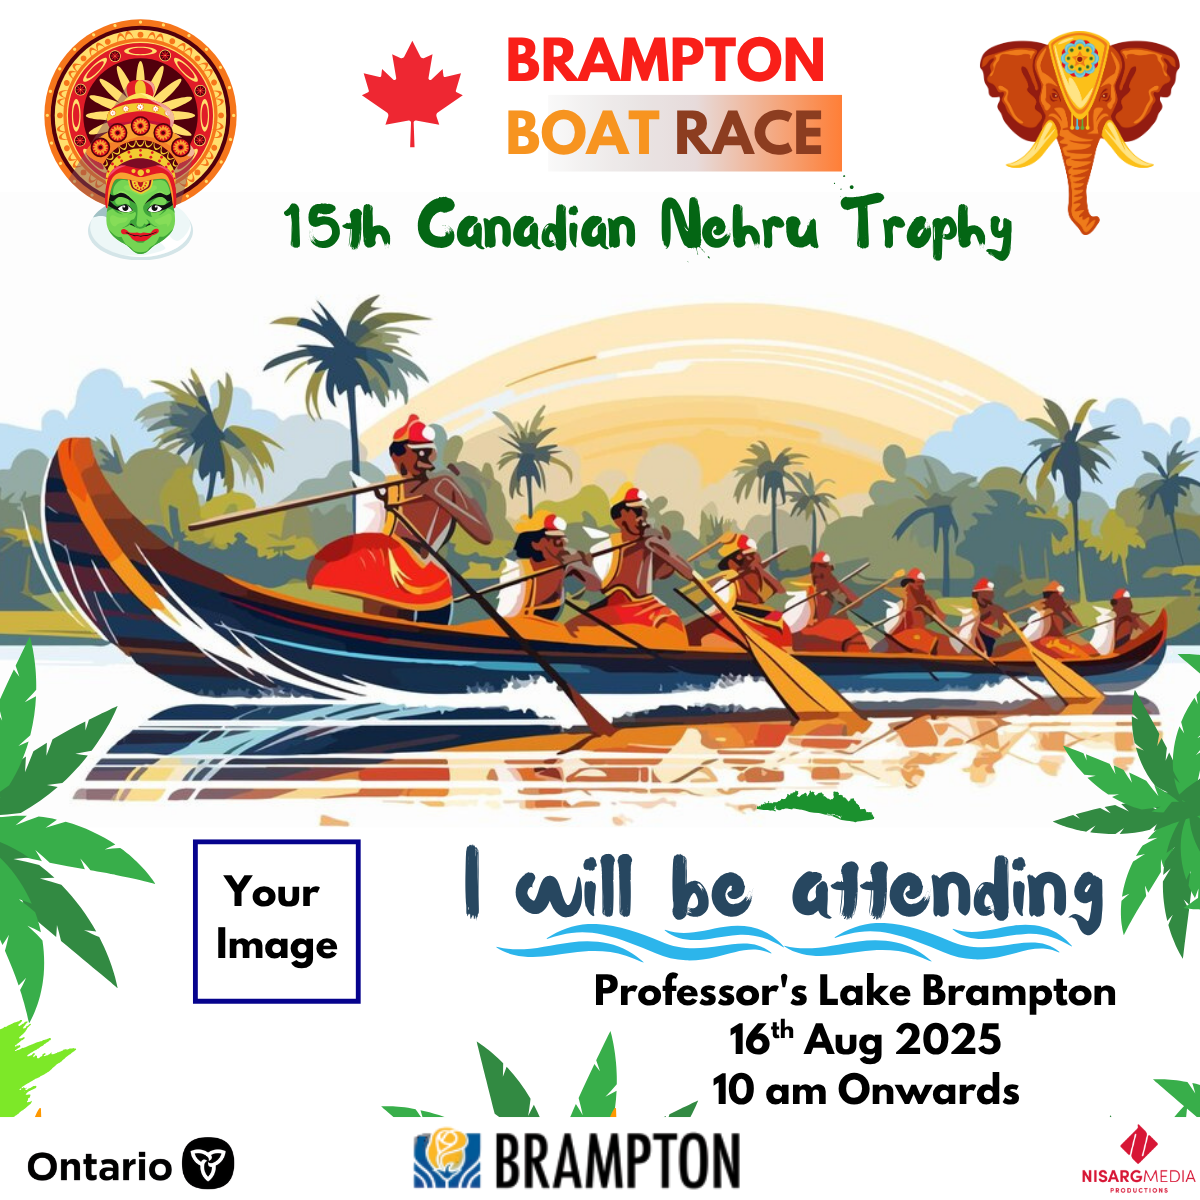 BRAMPTON
BOAT RACE
15th Canadian Nehru Trophy
Your
Image
I will be attending
Professor's Lake Brampton
16th Aug 2025
10 am Onwards
Ontario
BRAMPTON
NISARGMEDIA
PRODUCTIONS